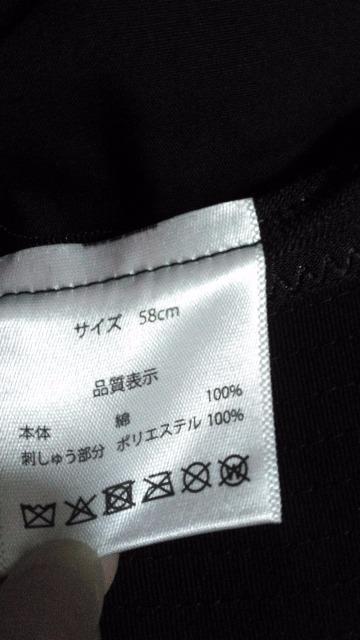 サイズ 58cm
品質表示
本体 綿 100%
刺しゅう部分 ポリエステル 100%